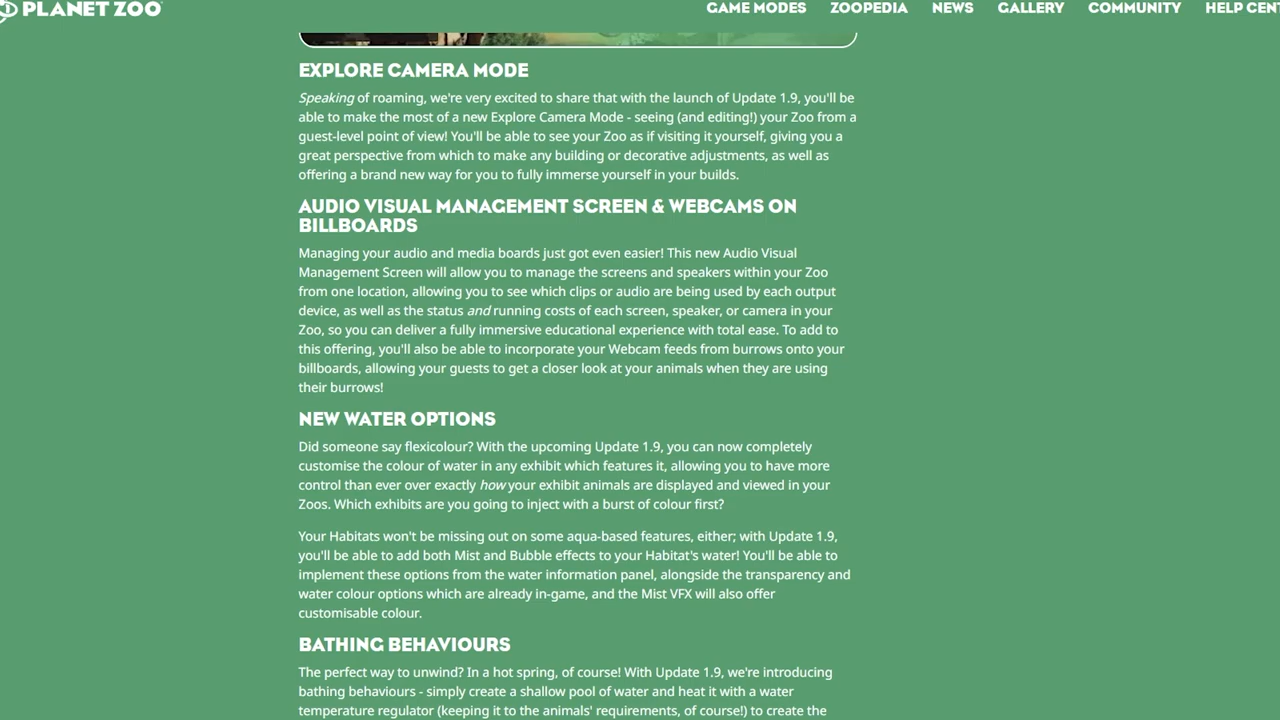 PLANET ZOO
GAME MODES ZOOPEDIA NEWS GALLERY COMMUNITY HELP CENT
EXPLORE CAMERA MODE
Speaking of roaming, we're very excited to share that with the launch of Update 1.9, you'll be
able to make the most of a new Explore Camera Mode - seeing (and editing!) your Zoo from a
guest-level point of view! You'll be able to see your Zoo as if visiting it yourself, giving you a
great perspective from which to make any building or decorative adjustments, as well as
offering a brand new way for you to fully immerse yourself in your builds.
AUDIO VISUAL MANAGEMENT SCREEN & WEBCAMS ON
BILLBOARDS
Managing your audio and media boards just got even easier! This new Audio Visual
Management Screen will allow you to manage the screens and speakers within your Zoo
from one location, allowing you to see which clips or audio are being used by each output
device, as well as the status and running costs of each screen, speaker, or camera in your
Zoo, so you can deliver a fully immersive educational experience with total ease. To add to
this offering, you'll also be able to incorporate your Webcam feeds from burrows onto your
billboards, allowing your guests to get a closer look at your animals when they are using
their burrows!
NEW WATER OPTIONS
Did someone say flexicolour? With the upcoming Update 1.9, you can now completely
customise the colour of water in any exhibit which features it, allowing you to have more
control than ever over exactly how your exhibit animals are displayed and viewed in your
Zoos. Which exhibits are you going to inject with a burst of colour first?
Your Habitats won't be missing out on some aqua-based features, either; with Update 1.9,
you'll be able to add both Mist and Bubble effects to your Habitat's water! You'll be able to
implement these options from the water information panel, alongside the transparency and
water colour options which are already in-game, and the Mist VFX will also offer
customisable colour.
BATHING BEHAVIOURS
The perfect way to unwind? In a hot spring, of course! With Update 1.9, we're introducing
bathing behaviours - simply create a shallow pool of water and heat it with a water
temperature regulator (keeping it to the animals' requirements, of course!) to create the